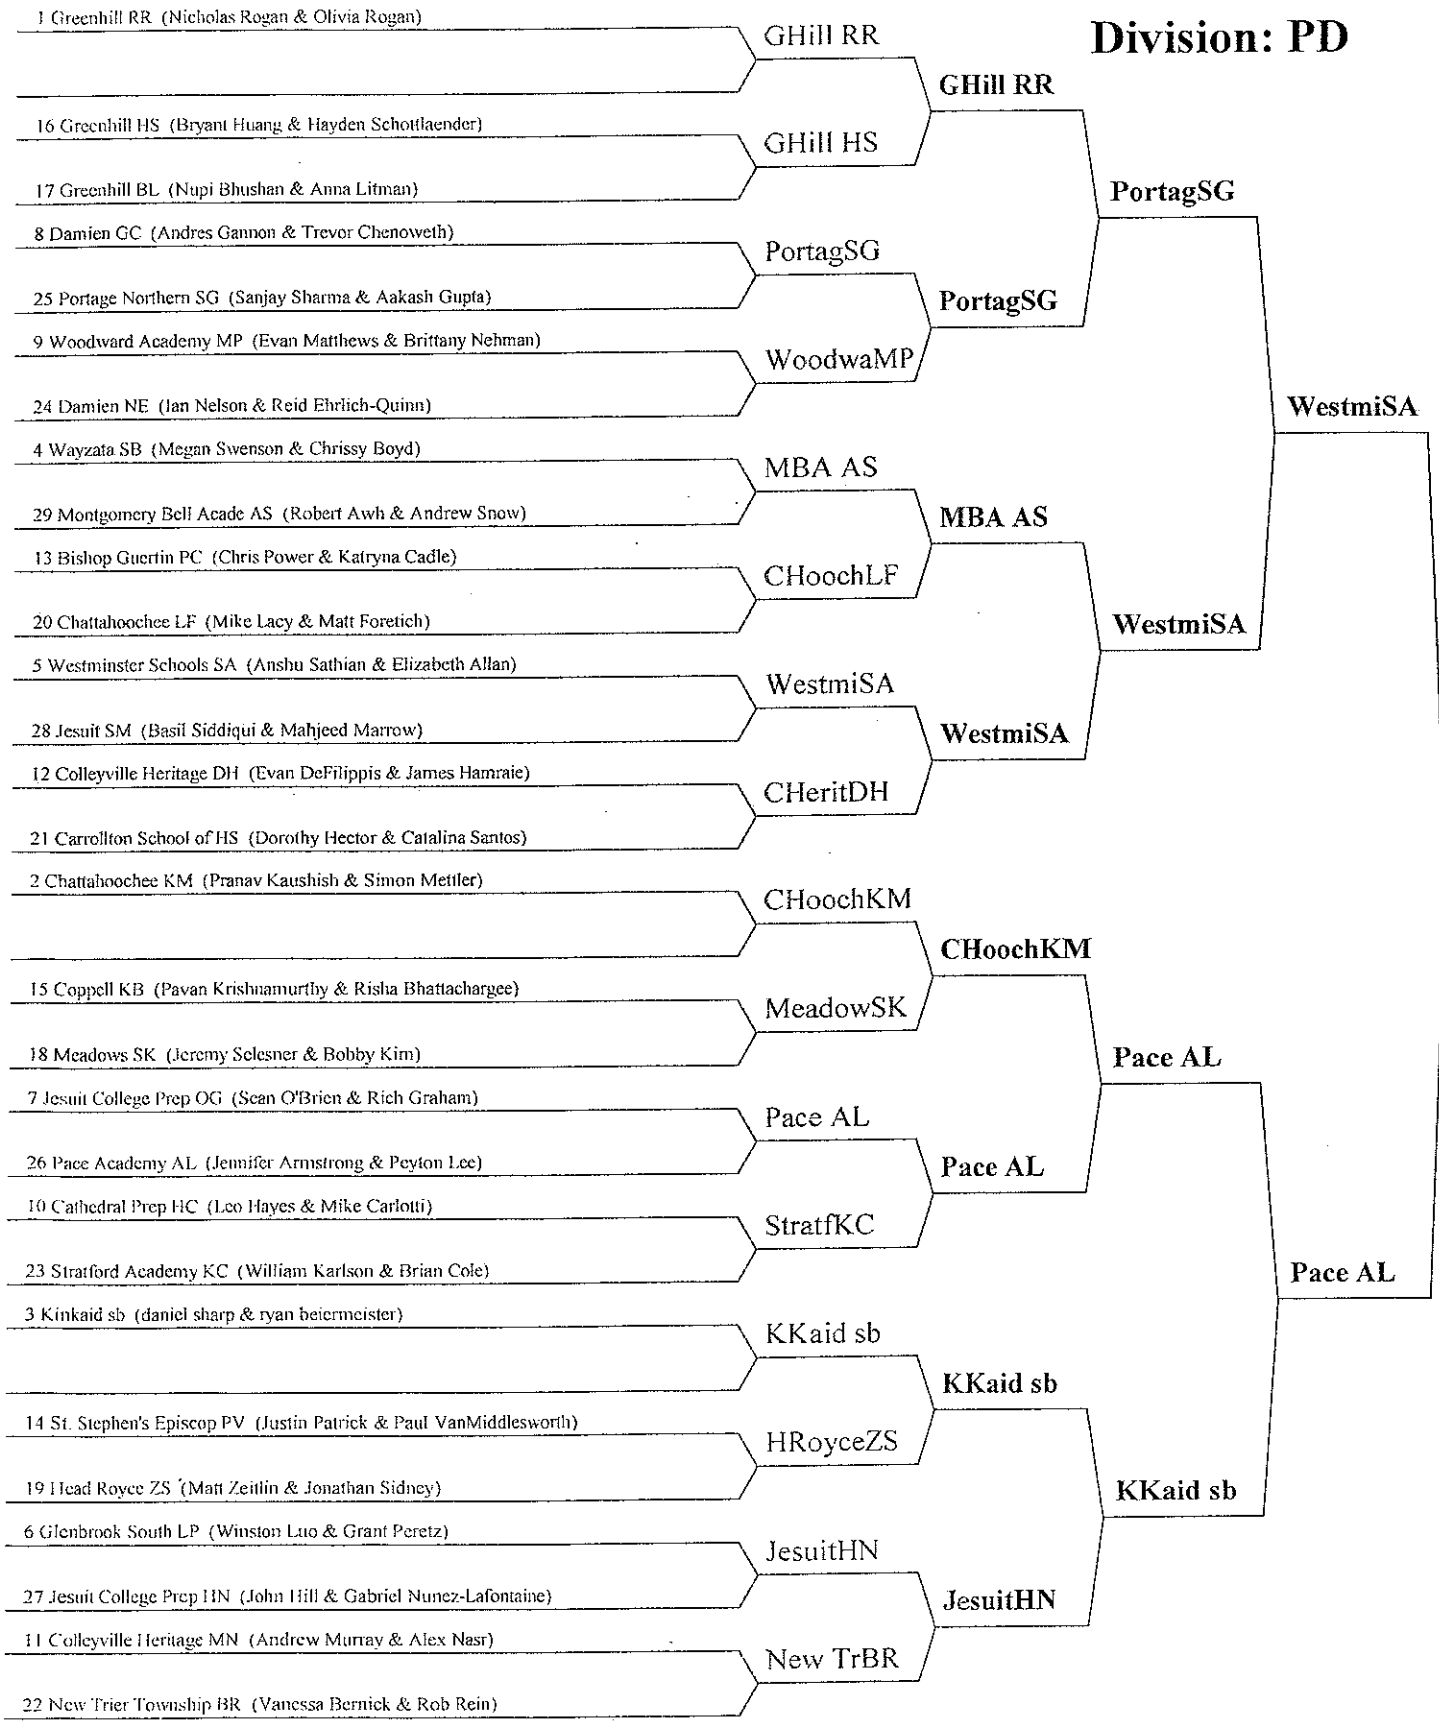 Division: PD
1 Greenhill RR (Nicholas Rogan & Olivia Rogan)
GHill RR
GHill RR
16 Greenhill HS (Bryant Huang & Hayden Schottlaender)
GHill HS
17 Greenhill BL (Nupi Bhushan & Anna Litman)
PortagSG
8 Damien GC (Andres Gannon & Trevor Chenoweth)
PortagSG
25 Portage Northern SG (Sanjay Sharma & Aakash Gupta)
PortagSG
9 Woodward Academy MP (Evan Matthews & Brittany Nehman)
WoodwaMP
24 Damien NE (Ian Nelson & Reid Ehrlich-Quinn)
WestmiSA
4 Wayzata SB (Megan Swenson & Chrissy Boyd)
MBA AS
29 Montgomery Bell Acade AS (Robert Awh & Andrew Snow)
MBA AS
13 Bishop Guertin PC (Chris Power & Katryna Cadle)
CHoochLF
20 Chattahoochee LF (Mike Lacy & Matt Foretich)
WestmiSA
5 Westminster Schools SA (Anshu Sathian & Elizabeth Allan)
WestmiSA
28 Jesuit SM (Basil Siddiqui & Mahjeed Marrow)
WestmiSA
12 Colleyville Heritage DH (Evan DeFilippis & James Hamraie)
CHeritDH
21 Carrollton School of HS (Dorothy Hector & Catalina Santos)
2 Chattahoochee KM (Pranav Kaushish & Simon Mettler)
CHoochKM
CHoochKM
15 Coppell KB (Pavan Krishnamurthy & Risha Bhattachargee)
MeadowSK
18 Meadows SK (Jeremy Selesner & Bobby Kim)
Pace AL
7 Jesuit College Prep OG (Sean O'Brien & Rich Graham)
Pace AL
26 Pace Academy AL (Jennifer Armstrong & Peyton Lee)
Pace AL
10 Cathedral Prep HC (Leo Hayes & Mike Carlotti)
StratfKC
23 Stratford Academy KC (William Karlson & Brian Cole)
Pace AL
3 Kinkaid sb (daniel sharp & ryan beiermeister)
KKaid sb
KKaid sb
14 St. Stephen's Episcop PV (Justin Patrick & Paul VanMiddlesworth)
HRoyceZS
19 Head Royce ZS (Matt Zeitlin & Jonathan Sidney)
KKaid sb
6 Glenbrook South LP (Winston Luo & Grant Peretz)
JesuitHN
27 Jesuit College Prep HN (John Hill & Gabriel Nunez-Lafontaine)
JesuitHN
11 Colleyville Heritage MN (Andrew Murray & Alex Nasr)
New TrBR
22 New Trier Township BR (Vanessa Bernick & Rob Rein)